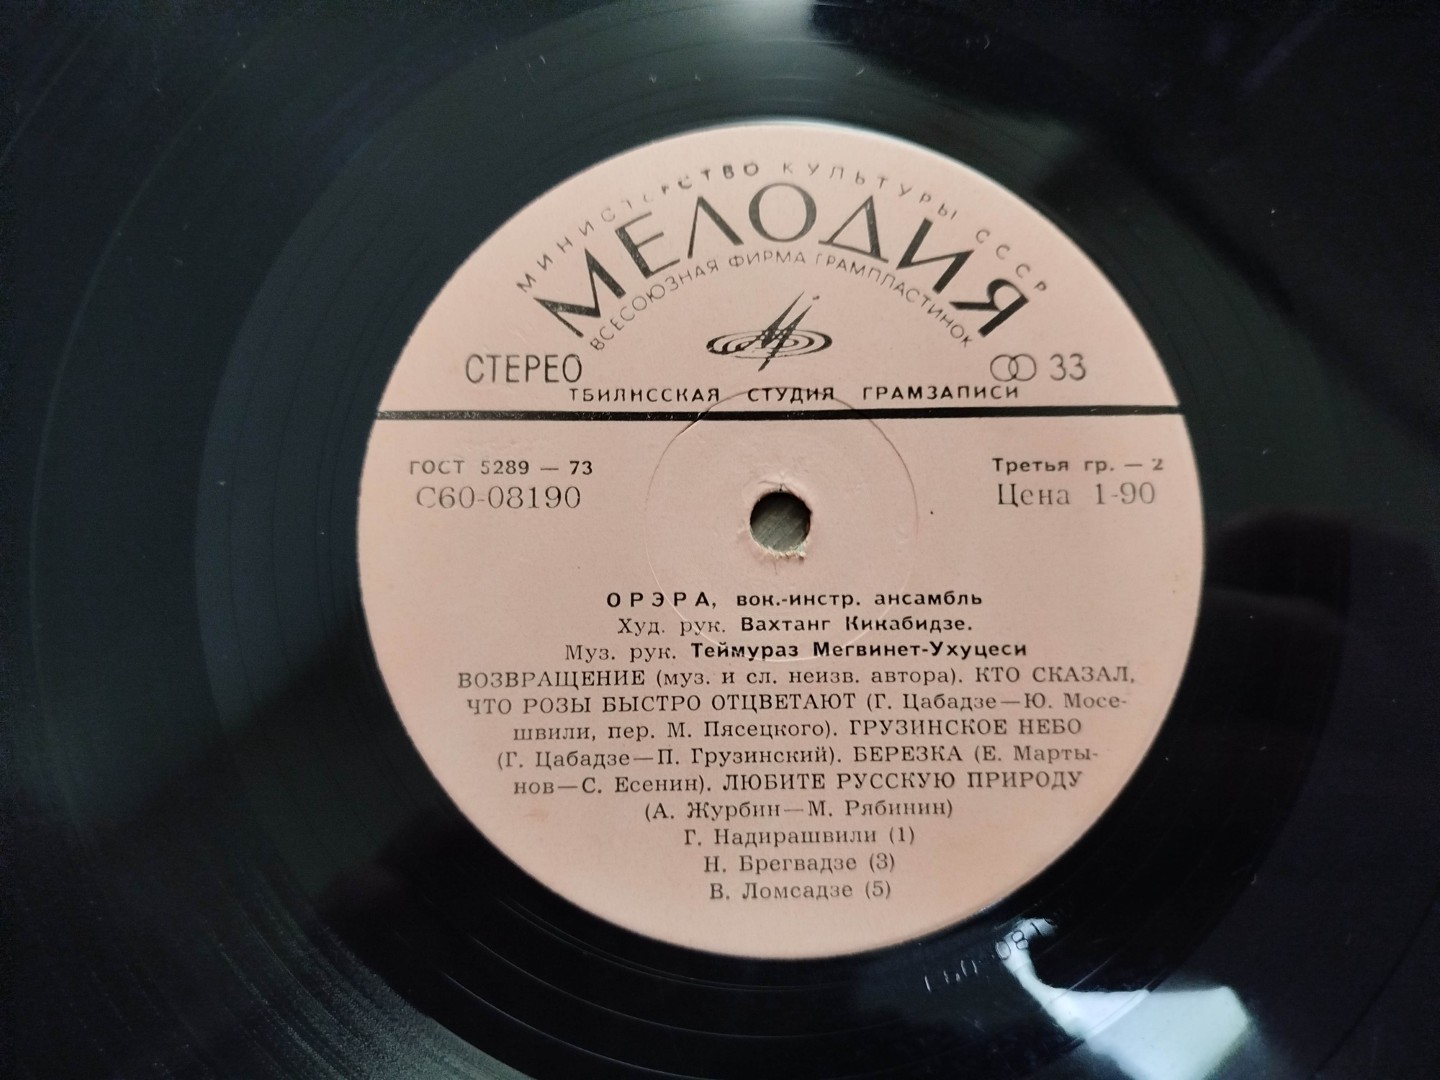 МИНИСТЕРСТВО КУЛЬТУРЫ СССР
МЕЛОДИЯ
ВСЕСОЮЗНАЯ ФИРМА ГРАМПЛАСТИНОК
СТЕРЕО 33
ТБИЛИССКАЯ СТУДИЯ ГРАМЗАПИСИ
ГОСТ 5289 — 73 Третья гр. — 2
С60-08190 Цена 1-90
ОРЭРА, вок.-инстр. ансамбль
Худ. рук. Вахтанг Кикабидзе.
Муз. рук. Теймураз Мегвинет-Ухуцеси
ВОЗВРАЩЕНИЕ (муз. и сл. неизв. автора). КТО СКАЗАЛ,
ЧТО РОЗЫ БЫСТРО ОТЦВЕТАЮТ (Г. Цабадзе—Ю. Мосе-
швили, пер. М. Пясецкого). ГРУЗИНСКОЕ НЕБО
(Г. Цабадзе—П. Грузинский). БЕРЕЗКА (Е. Марты-
нов—С. Есенин). ЛЮБИТЕ РУССКУЮ ПРИРОДУ
(А. Журбин—М. Рябинин)
Г. Надирашвили (1)
Н. Брегвадзе (3)
В. Ломсадзе (5)